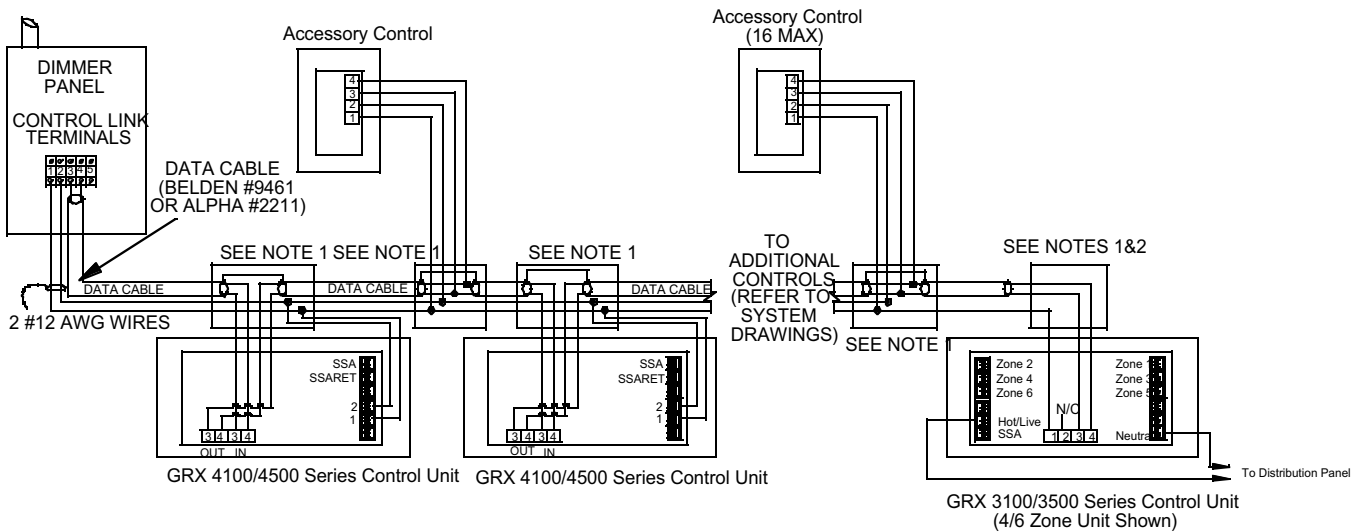 Accessory Control
Accessory Control
(16 MAX)
DIMMER
PANEL
CONTROL LINK
TERMINALS
1 2 3 4 5
4
3
2
1
4
3
2
1
DATA CABLE
(BELDEN #9461
OR ALPHA #2211)
SEE NOTE 1
SEE NOTE 1
SEE NOTE 1
TO
ADDITIONAL
CONTROLS
(REFER TO
SYSTEM
DRAWINGS)
SEE NOTES 1&2
DATA CABLE
DATA CABLE
DATA CABLE
2 #12 AWG WIRES
SEE NOTE 1
SSA
SSARET
2
1
3 4 3 4
OUT IN
GRX 4100/4500 Series Control Unit
SSA
SSARET
2
1
3 4 3 4
OUT IN
GRX 4100/4500 Series Control Unit
Zone 2
Zone 4
Zone 6
Hot/Live
SSA
N/C
1 2 3 4
Zone 1
Zone 3
Zone 5
Neutral
To Distribution Panel
GRX 3100/3500 Series Control Unit
(4/6 Zone Unit Shown)